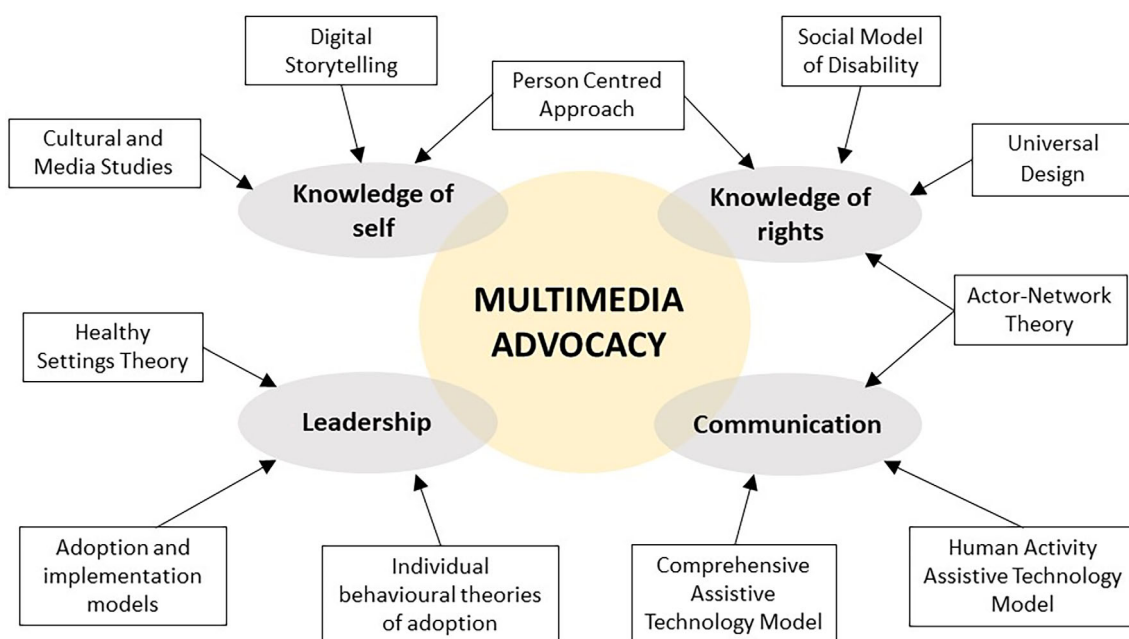 Digital
Storytelling
Person Centred
Approach
Social Model
of Disability
Cultural and
Media Studies
Universal
Design
Knowledge of
self
Knowledge of
rights
MULTIMEDIA
ADVOCACY
Actor-Network
Theory
Healthy
Settings Theory
Leadership
Communication
Adoption and
implementation
models
Individual
behavioural theories
of adoption
Comprehensive
Assistive
Technology Model
Human Activity
Assistive Technology
Model